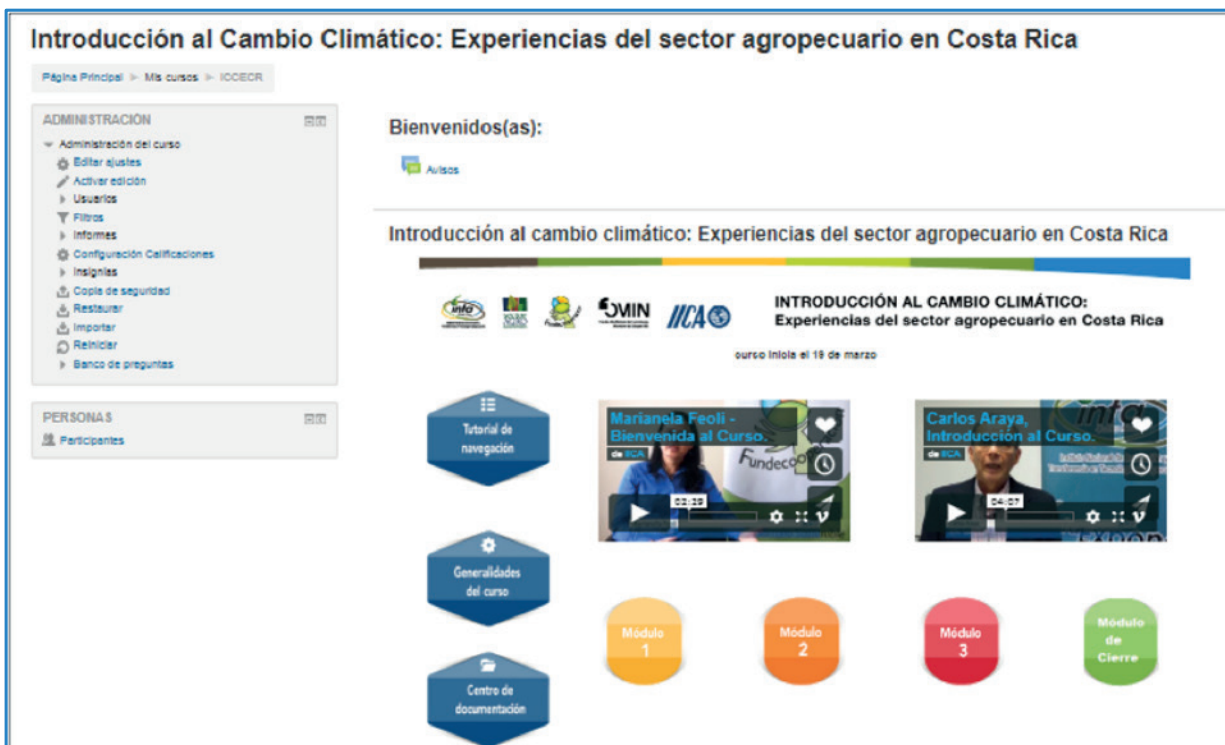 Introducción al Cambio Climático: Experiencias del sector agropecuario en Costa Rica
Página Principal Mis cursos ICCECR
ADMINISTRACIÓN
Administración del curso
Editar ajustes
Activar edición
Usuarios
Filtros
Informes
Configuración Calificaciones
Insignias
Copia de seguridad
Restaurar
Importar
Reiniciar
Banco de preguntas
PERSONAS
Participantes
Bienvenidos(as):
Avisos
Introducción al cambio climático: Experiencias del sector agropecuario en Costa Rica
inta
IICA
INTRODUCCIÓN AL CAMBIO CLIMÁTICO:
Experiencias del sector agropecuario en Costa Rica
curso inicia el 19 de marzo
Tutorial de
navegación
Generalidades
del curso
Centro de
documentación
Marianela Feoli -
Bienvenida al Curso.
de IICA
02:29
Carlos Araya,
Introducción al Curso.
de IICA
inta
04:07
Módulo
1
Módulo
2
Módulo
3
Módulo
de
Cierre